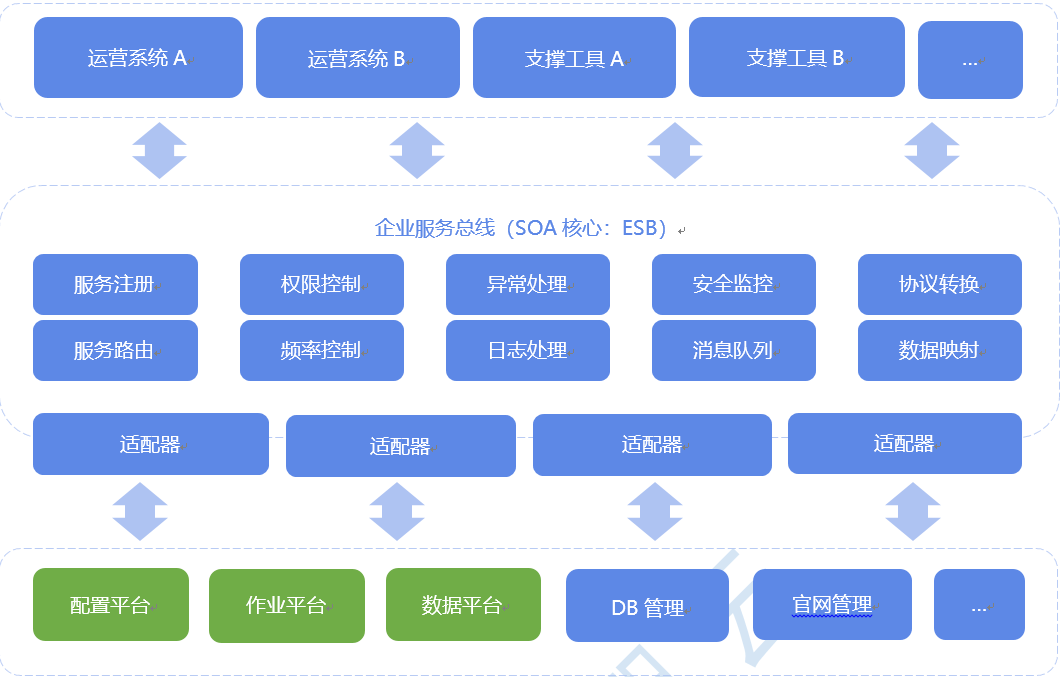 运营系统 A
运营系统 B
支撑工具 A
支撑工具 B
...
企业服务总线（SOA 核心：ESB）
服务注册
权限控制
异常处理
安全监控
协议转换
服务路由
频率控制
日志处理
消息队列
数据映射
适配器
适配器
适配器
适配器
配置平台
作业平台
数据平台
DB 管理
官网管理
...